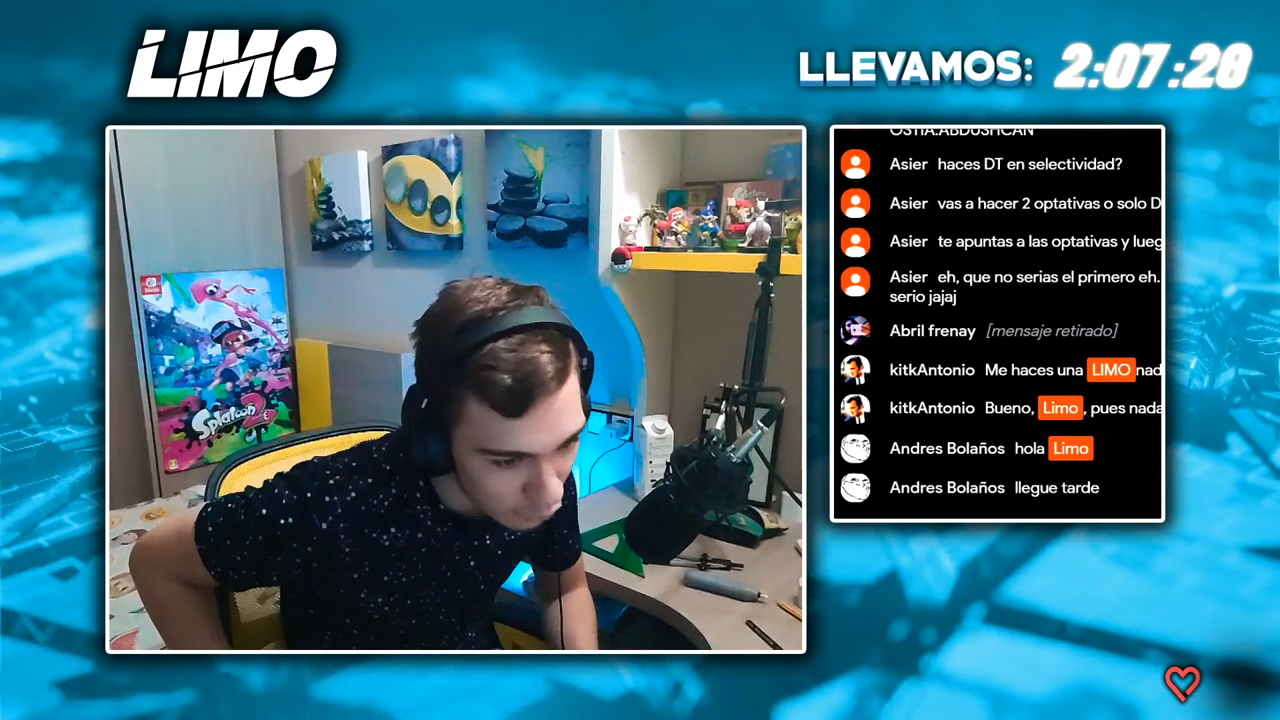 LIMO
LLEVAMOS: 2:07:28
OSTIA.ABDUSHCAN
Asier haces DT en selectividad?
Asier vas a hacer 2 optativas o solo D
Asier te apuntas a las optativas y lueg
Asier eh, que no serias el primero eh.
serio jajaj
Abril frenay [mensaje retirado]
kitkAntonio Me haces una LIMO nad
kitkAntonio Bueno, Limo, pues nada
Andres Bolaños hola Limo
Andres Bolaños llegue tarde
Splatoon 2